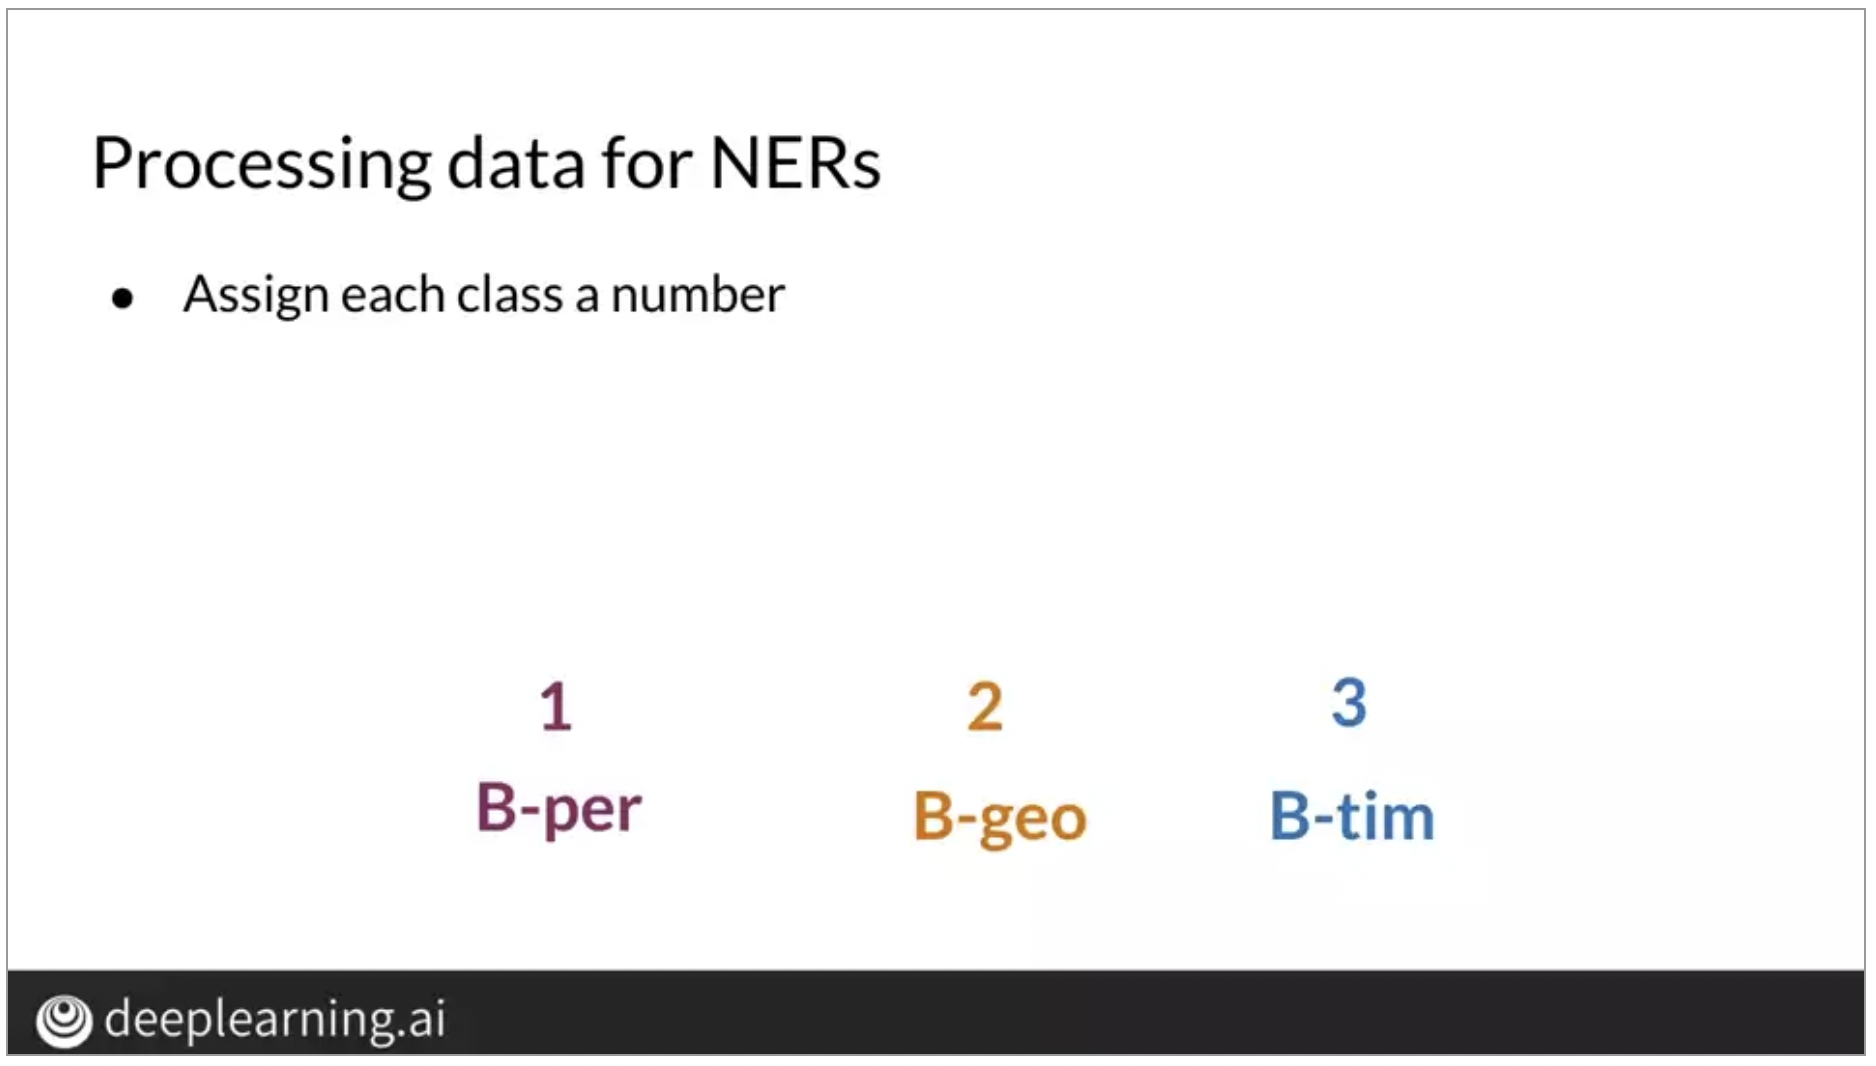 Processing data for NERs
● Assign each class a number
1 2 3
B-per B-geo B-tim
deeplearning.ai